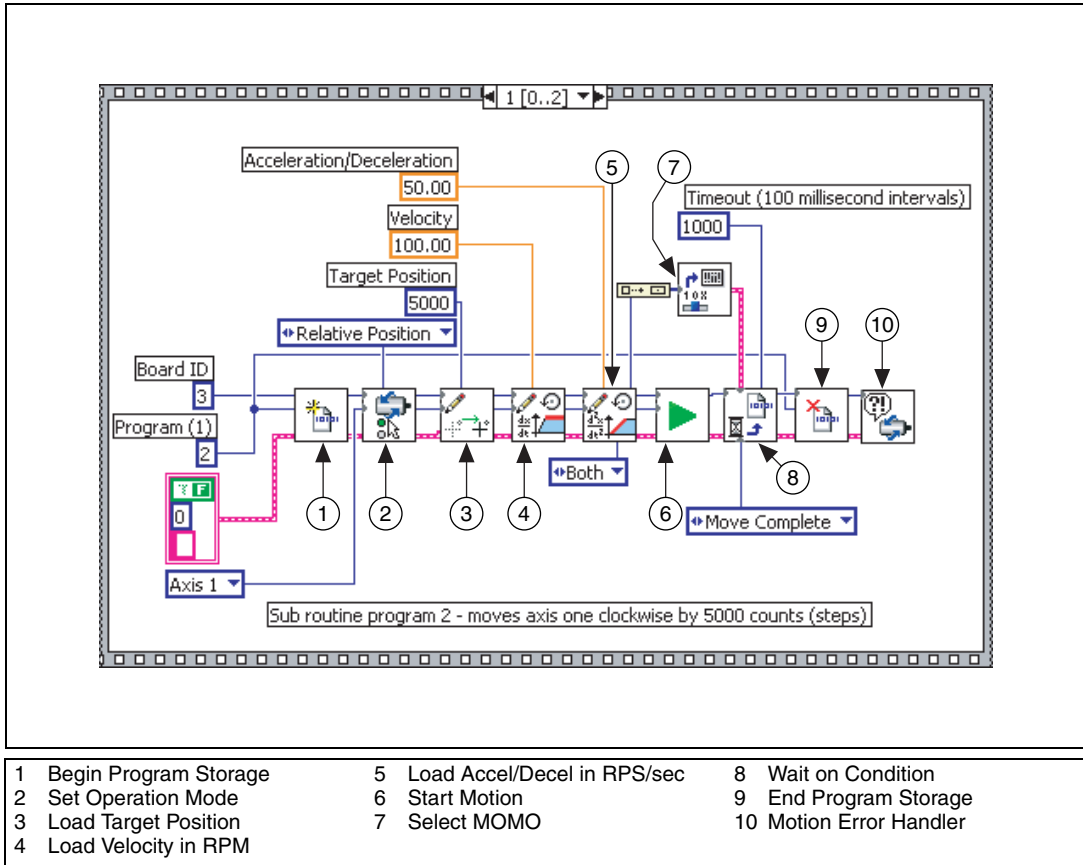 1 [0..2]
Acceleration/Deceleration
50.00
5
7
Timeout (100 millisecond intervals)
1000
Velocity
100.00
Target Position
5000
Relative Position
9
10
Board ID
3
Program (1)
2
F
0
Both
1
2
3
4
6
8
Move Complete
Axis 1
Sub routine program 2 - moves axis one clockwise by 5000 counts (steps)
1 Begin Program Storage
2 Set Operation Mode
3 Load Target Position
4 Load Velocity in RPM
5 Load Accel/Decel in RPS/sec
6 Start Motion
7 Select MOMO
8 Wait on Condition
9 End Program Storage
10 Motion Error Handler